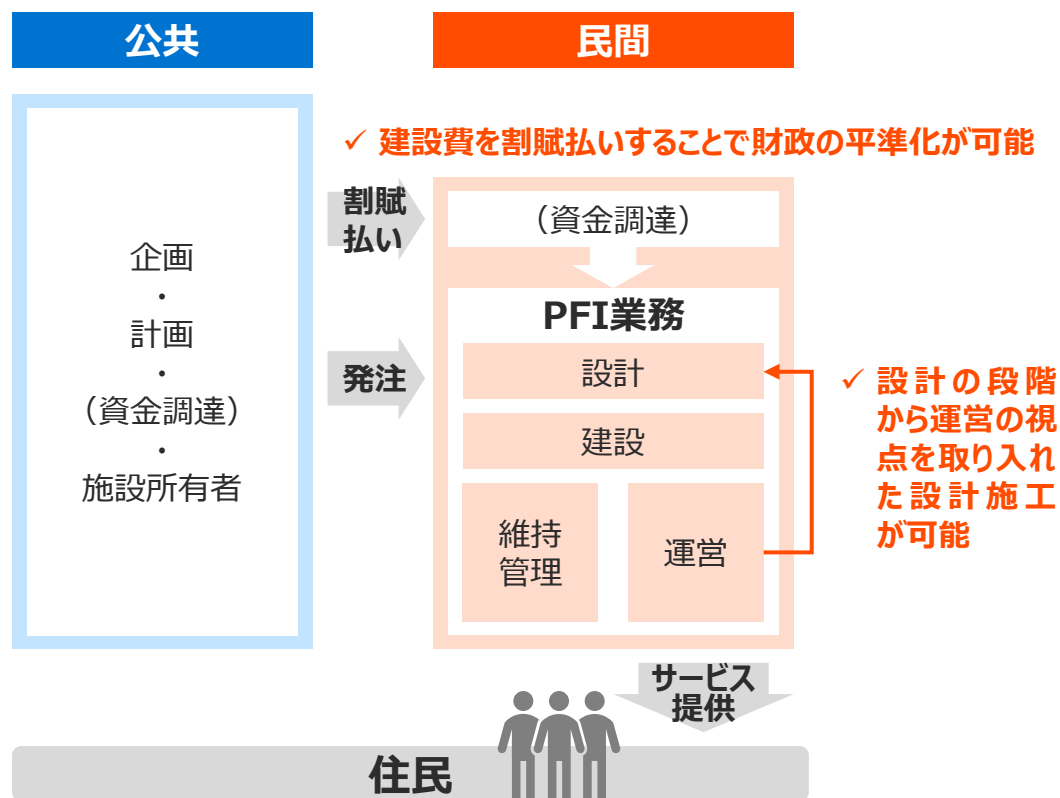 公共
民間
✓ 建設費を割賦払いすることで財政の平準化が可能
企画
・
計画
・
（資金調達）
・
施設所有者
割賦
払い
発注
（資金調達）
PFI業務
設計
建設
維持
管理
運営
✓ 設計の段階
から運営の視
点を取り入れ
た設計施工
が可能
サービス
提供
住民